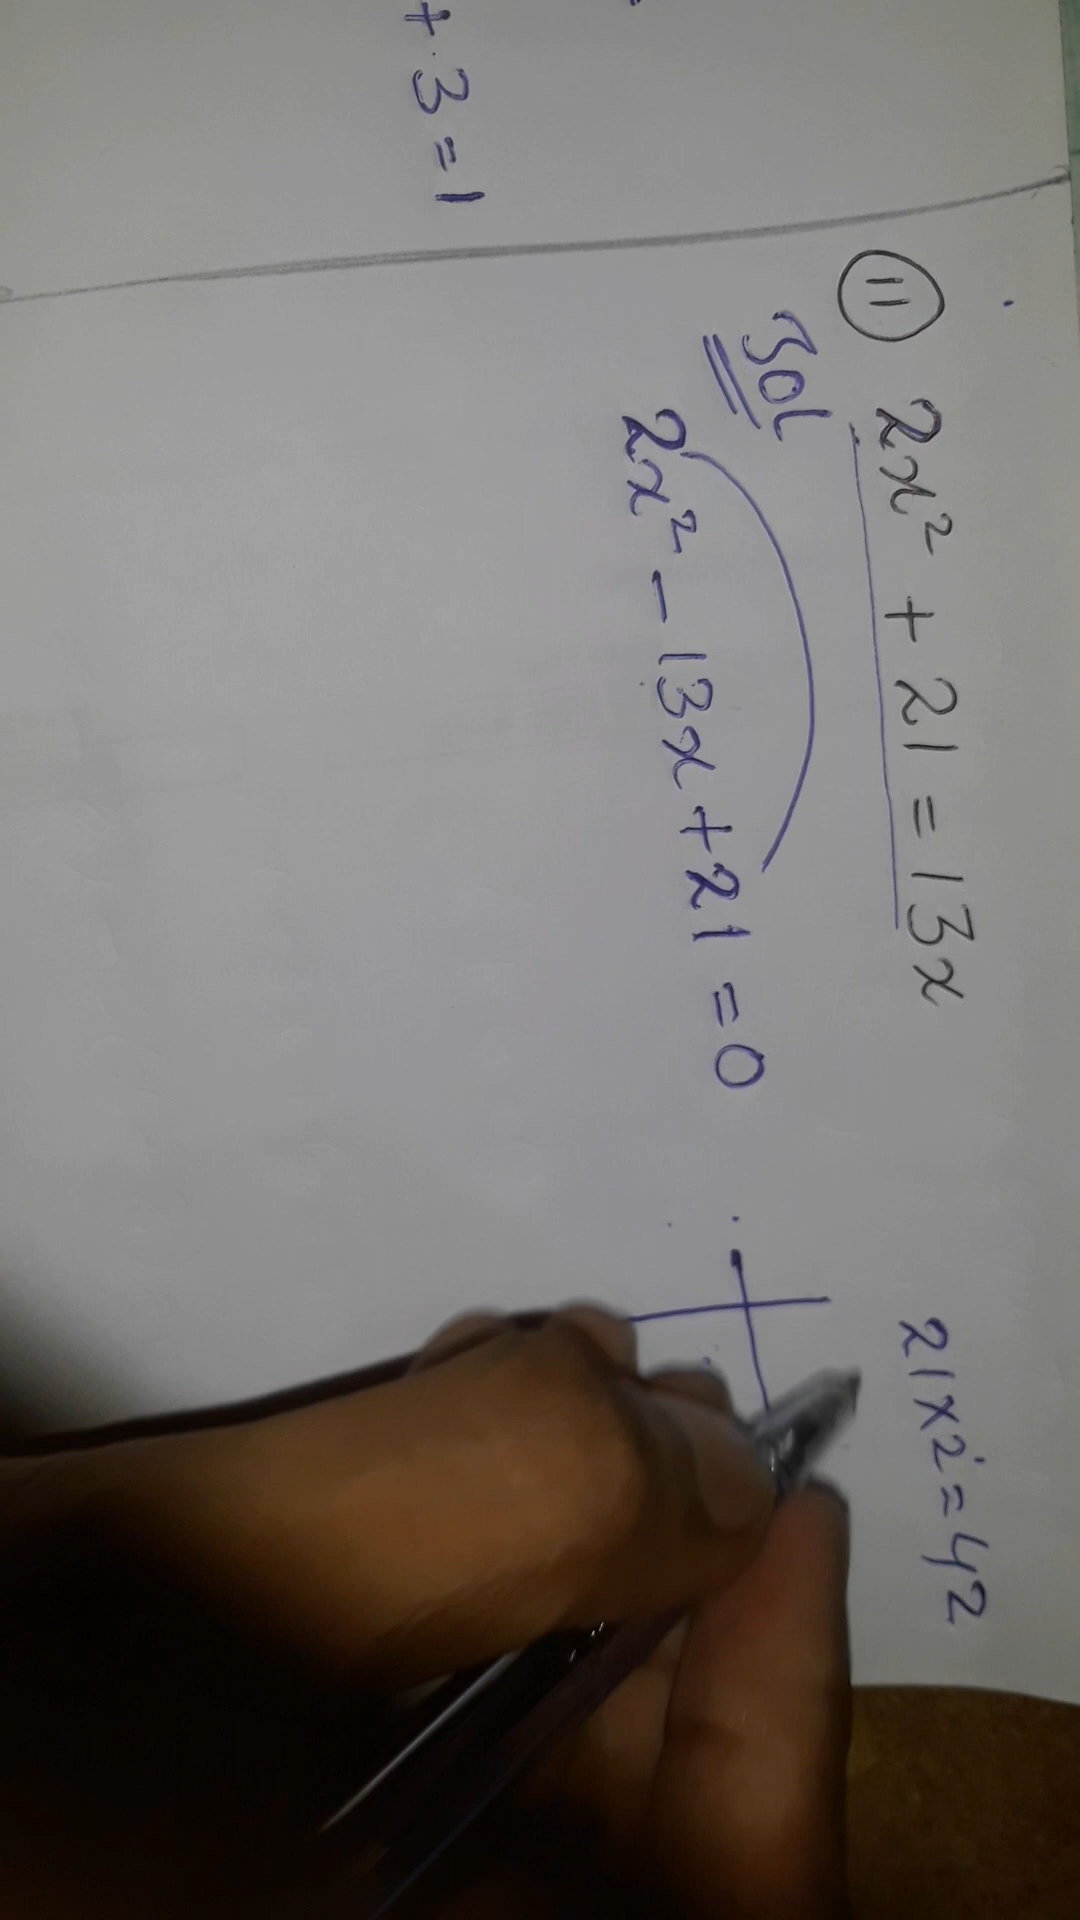 + 3 = 1
11 2x² + 21 = 13x
Sol
2x² - 13x + 21 = 0
21 x 2 = 42